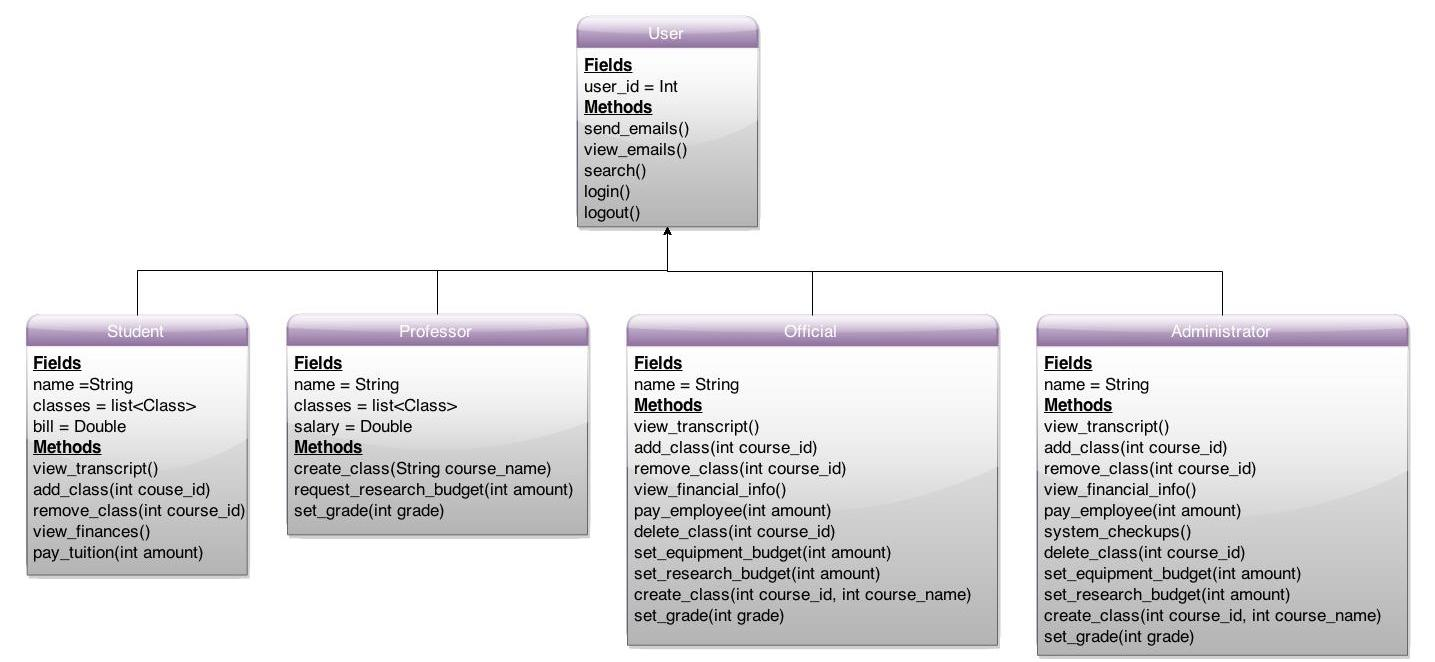 User
Fields
user_id = Int
Methods
send_emails()
view_emails()
search()
login()
logout()
Student
Fields
name =String
classes = list<Class>
bill = Double
Methods
view_transcript()
add_class(int couse_id)
remove_class(int course_id)
view_finances()
pay_tuition(int amount)
Professor
Fields
name = String
classes = list<Class>
salary = Double
Methods
create_class(String course_name)
request_research_budget(int amount)
set_grade(int grade)
Official
Fields
name = String
Methods
view_transcript()
add_class(int course_id)
remove_class(int course_id)
view_financial_info()
pay_employee(int amount)
delete_class(int course_id)
set_equipment_budget(int amount)
set_research_budget(int amount)
create_class(int course_id, int course_name)
set_grade(int grade)
Administrator
Fields
name = String
Methods
view_transcript()
add_class(int course_id)
remove_class(int course_id)
view_financial_info()
pay_employee(int amount)
system_checkups()
delete_class(int course_id)
set_equipment_budget(int amount)
set_research_budget(int amount)
create_class(int course_id, int course_name)
set_grade(int grade)